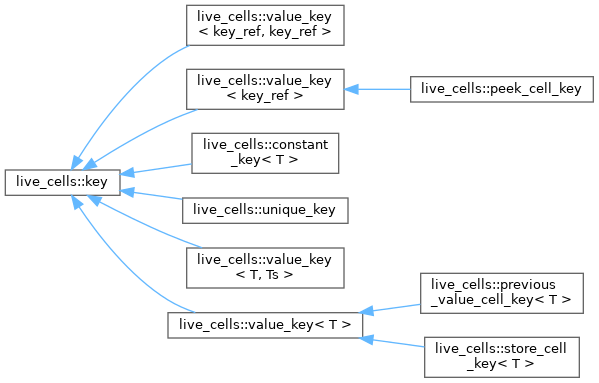 live_cells::value_key
< key_ref, key_ref >
live_cells::value_key
< key_ref >
live_cells::peek_cell_key
live_cells::constant
_key< T >
live_cells::key
live_cells::unique_key
live_cells::value_key
< T, Ts >
live_cells::previous
_value_cell_key< T >
live_cells::value_key< T >
live_cells::store_cell
_key< T >